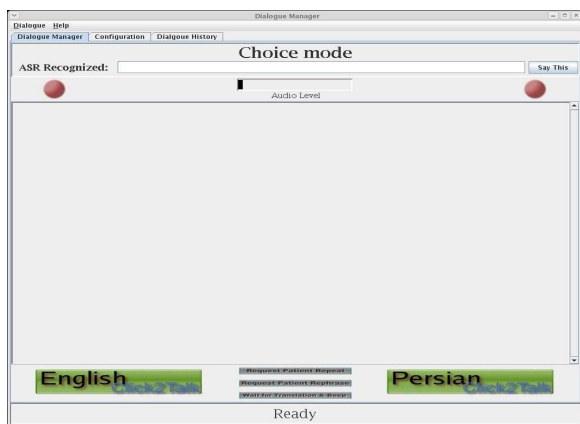 Dialogue Manager
Dialogue Help
Dialogue Manager Configuration Dialgoue History
Choice mode
ASR Recognized: Say This
Audio Level
English Click2Talk
Request Patient Repeat
Request Patient Rephrase
Wait for Translation & Beep
Persian Click2Talk
Ready